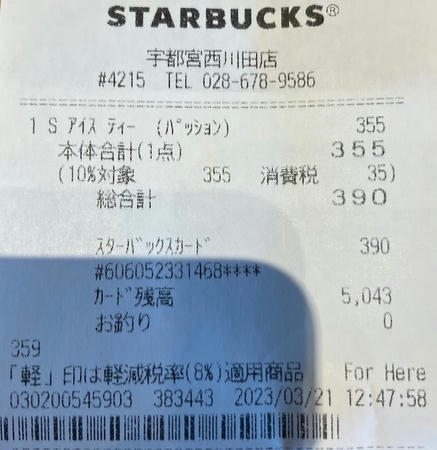 STARBUCKS®
宇都宮西川田店
#4215 TEL 028-678-9586
1 S ｱｲｽ ﾃｨｰ (ﾊﾟｯｼｮﾝ) 355
本体合計(1点) 355
(10%対象 355 消費税 35)
総合計 390
ｽﾀｰﾊﾞｯｸｽｶｰﾄﾞ 390
#606052331468****
ｶｰﾄﾞ残高 5,043
お釣り 0
359
「軽」印は軽減税率(8%)適用商品 For Here
030200545903 383443 2023/03/21 12:47:58